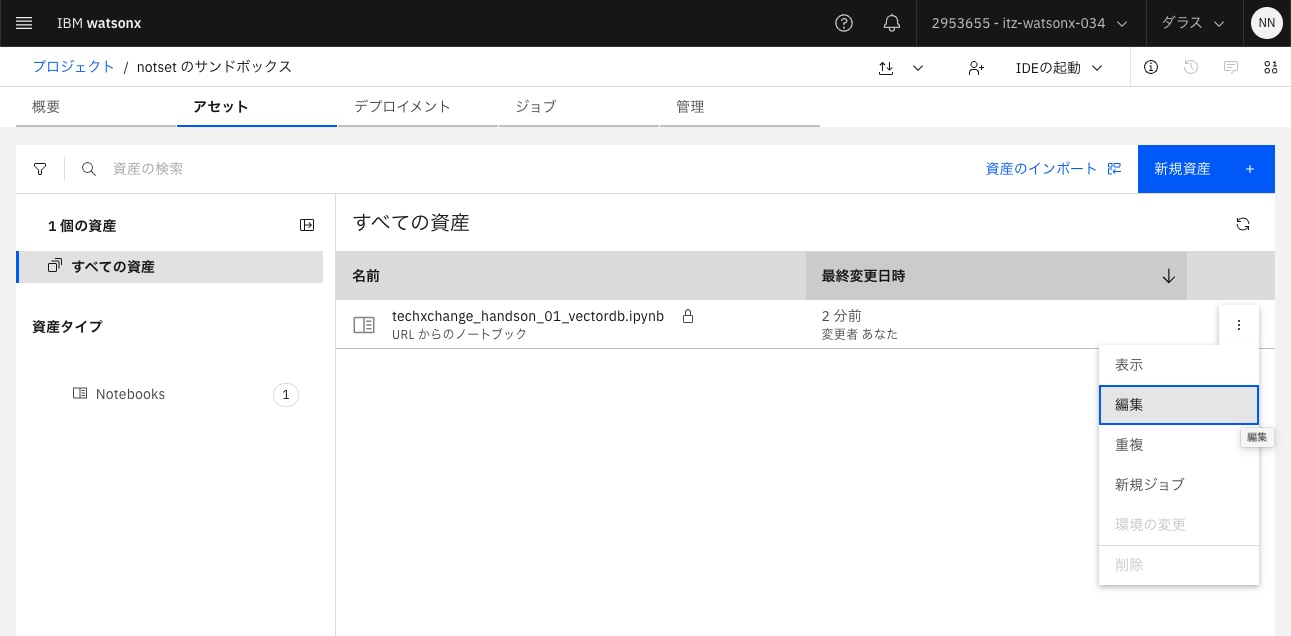 IBM watsonx
2953655 - itz-watsonx-034
ダラス
NN
プロジェクト / notset のサンドボックス
IDEの起動
概要
アセット
デプロイメント
ジョブ
管理
資産の検索
資産のインポート
新規資産 +
1 個の資産
すべての資産
資産タイプ
Notebooks
1
すべての資産
名前
最終変更日時
techxchange_handson_01_vectordb.ipynb
URL からのノートブック
2 分前
変更者 あなた
表示
編集
編集
重複
新規ジョブ
環境の変更
削除